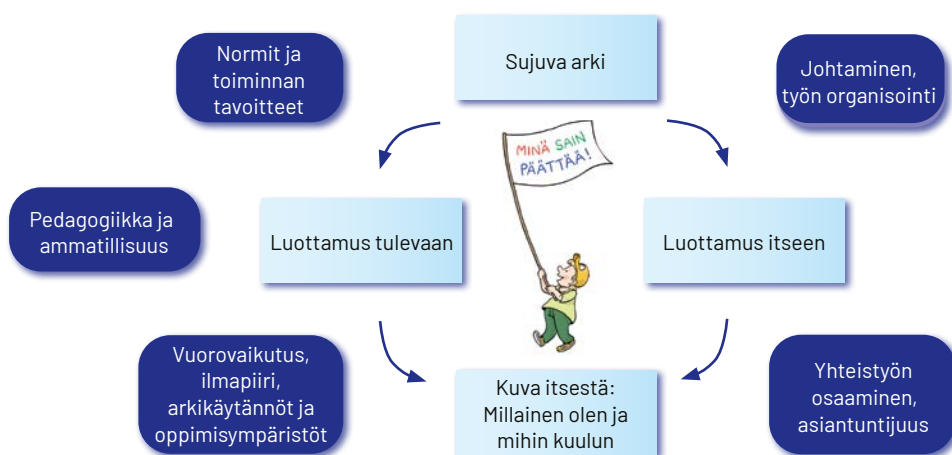 Normit ja
toiminnan
tavoitteet
Sujuva arki
Johtaminen,
työn organisointi
MINÄ SAIN
PÄÄTTÄÄ!
Pedagogiikka ja
ammatillisuus
Luottamus tulevaan
Luottamus itseen
Vuorovaikutus,
ilmapiiri,
arkikäytännöt ja
oppimisympäristöt
Kuva itsestä:
Millainen olen ja
mihin kuulun
Yhteistyön
osaaminen,
asiantuntijuus